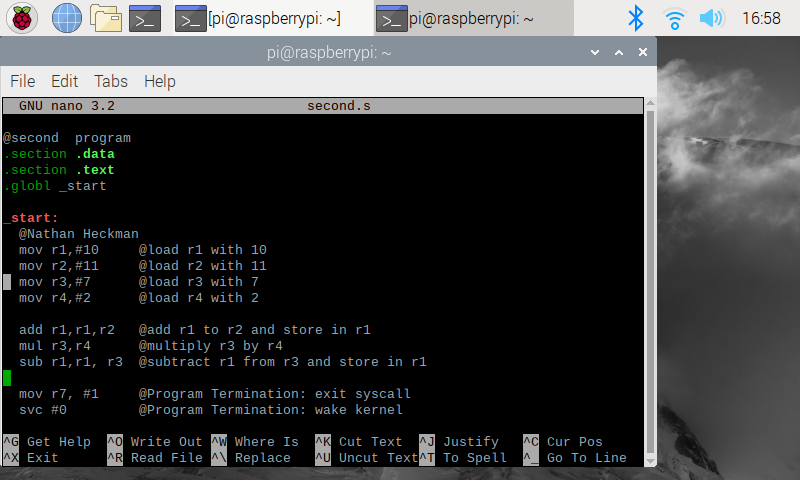 [pi@raspberrypi: ~]
pi@raspberrypi: ~
16:58
pi@raspberrypi: ~
File Edit Tabs Help
GNU nano 3.2 second.s
@second  program
.section .data
.section .text
.globl _start
_start:
  @Nathan Heckman
  mov r1,#10     @load r1 with 10
  mov r2,#11     @load r2 with 11
  mov r3,#7      @load r3 with 7
  mov r4,#2      @load r4 with 2
  add r1,r1,r2   @add r1 to r2 and store in r1
  mul r3,r4      @multiply r3 by r4
  sub r1,r1, r3  @subtract r1 from r3 and store in r1
  mov r7, #1     @Program Termination: exit syscall
  svc #0         @Program Termination: wake kernel
^G Get Help  ^O Write Out ^W Where Is  ^K Cut Text  ^J Justify   ^C Cur Pos
^X Exit      ^R Read File ^\ Replace   ^U Uncut Text^T To Spell  ^_ Go To Line